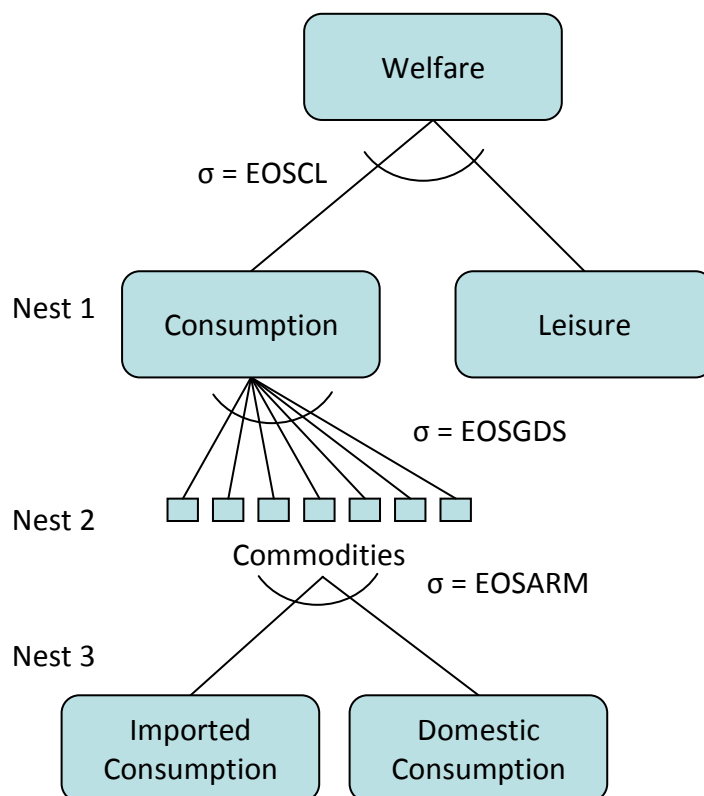 Welfare
σ = EOSCL
Nest 1
Consumption
Leisure
σ = EOSGDS
Nest 2
Commodities
σ = EOSARM
Nest 3
Imported
Consumption
Domestic
Consumption